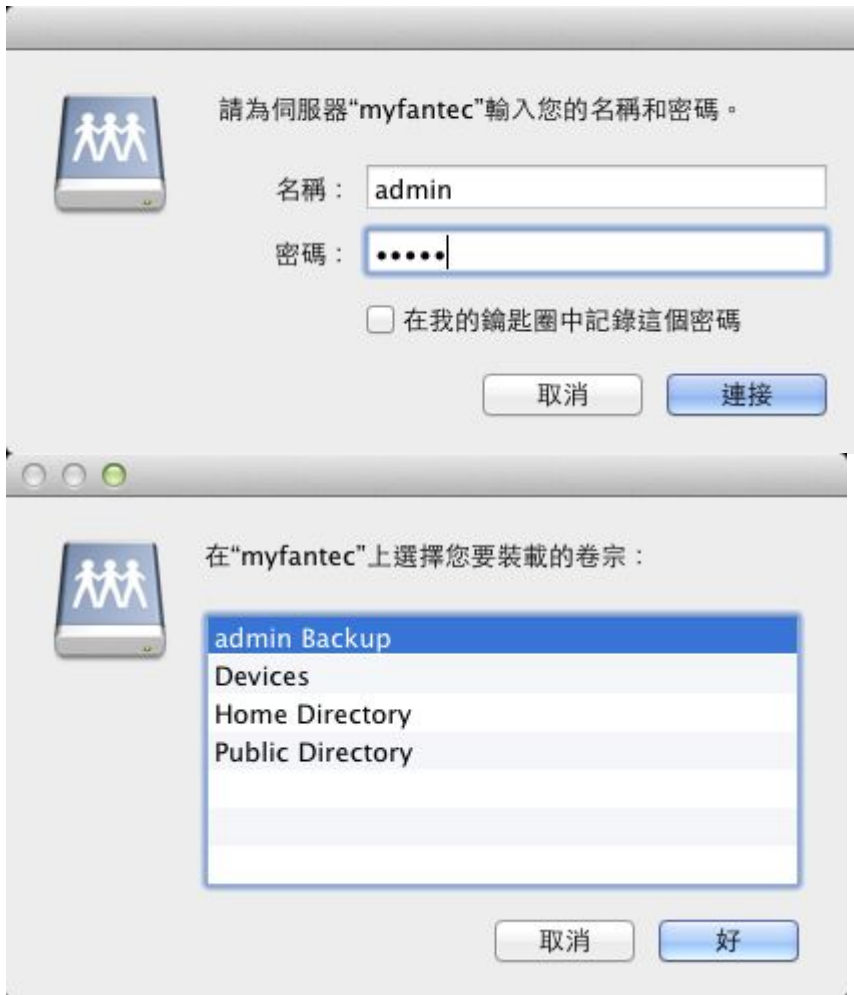 請為伺服器“myfantec”輸入您的名稱和密碼。
名稱： admin
密碼： •••••
在我的鑰匙圈中記錄這個密碼
取消 連接
在“myfantec”上選擇您要裝載的卷宗：
admin Backup
Devices
Home Directory
Public Directory
取消 好